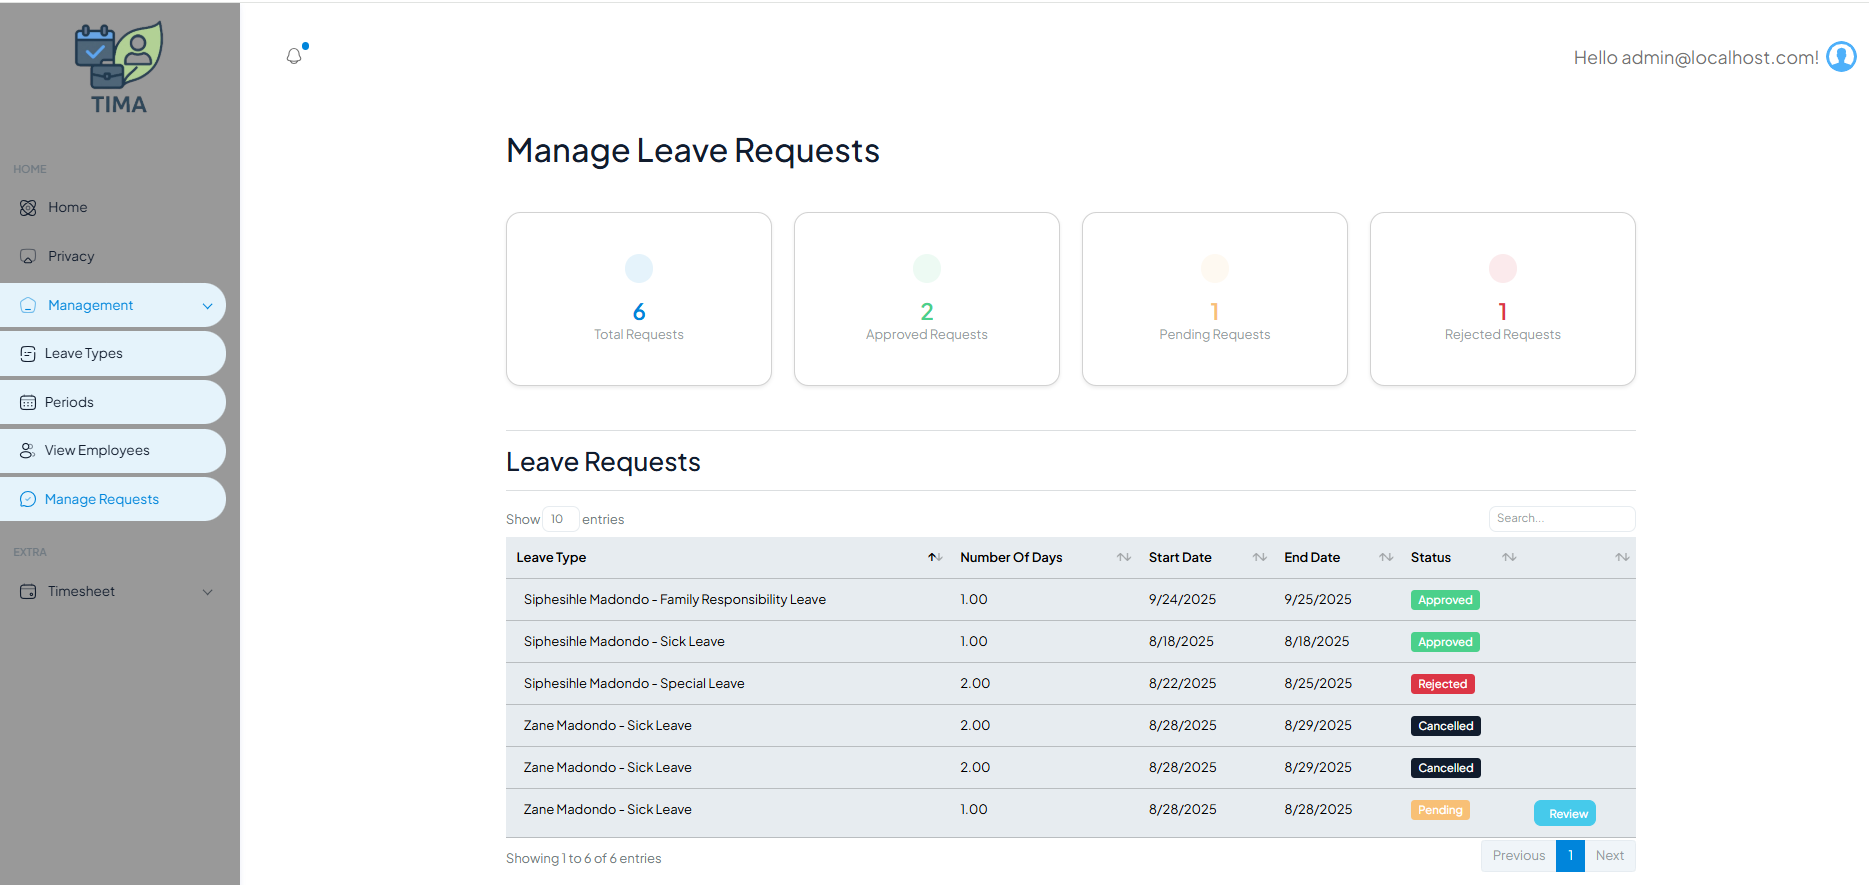 TIMA
Hello admin@localhost.com!
HOME
Home
Privacy
Management
Leave Types
Periods
View Employees
Manage Requests
EXTRA
Timesheet
Manage Leave Requests
6
Total Requests
2
Approved Requests
1
Pending Requests
1
Rejected Requests
Leave Requests
Show 10 entries Search...
Leave Type Number Of Days Start Date End Date Status
Siphesihle Madondo - Family Responsibility Leave 1.00 9/24/2025 9/25/2025 Approved
Siphesihle Madondo - Sick Leave 1.00 8/18/2025 8/18/2025 Approved
Siphesihle Madondo - Special Leave 2.00 8/22/2025 8/25/2025 Rejected
Zane Madondo - Sick Leave 2.00 8/28/2025 8/29/2025 Cancelled
Zane Madondo - Sick Leave 2.00 8/28/2025 8/29/2025 Cancelled
Zane Madondo - Sick Leave 1.00 8/28/2025 8/28/2025 Pending Review
Showing 1 to 6 of 6 entries Previous 1 Next